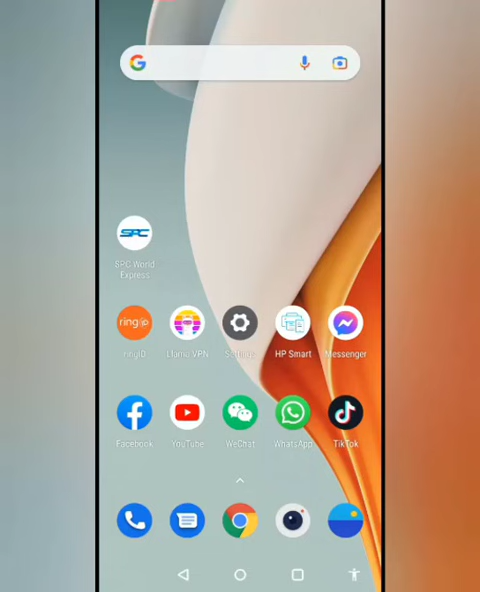 SPC
SPC World
Express
ringID
ringID
Llama VPN
Settings
HP Smart
Messenger
Facebook
YouTube
WeChat
WhatsApp
TikTok